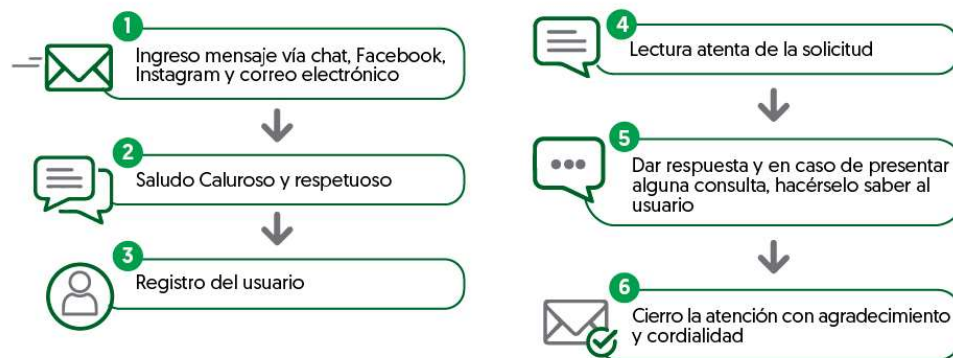 1
Ingreso mensaje vía chat, Facebook,
Instagram y correo electrónico
2
Saludo Caluroso y respetuoso
3
Registro del usuario
4
Lectura atenta de la solicitud
5
Dar respuesta y en caso de presentar
alguna consulta, hacérselo saber al
usuario
6
Cierro la atención con agradecimiento
y cordialidad